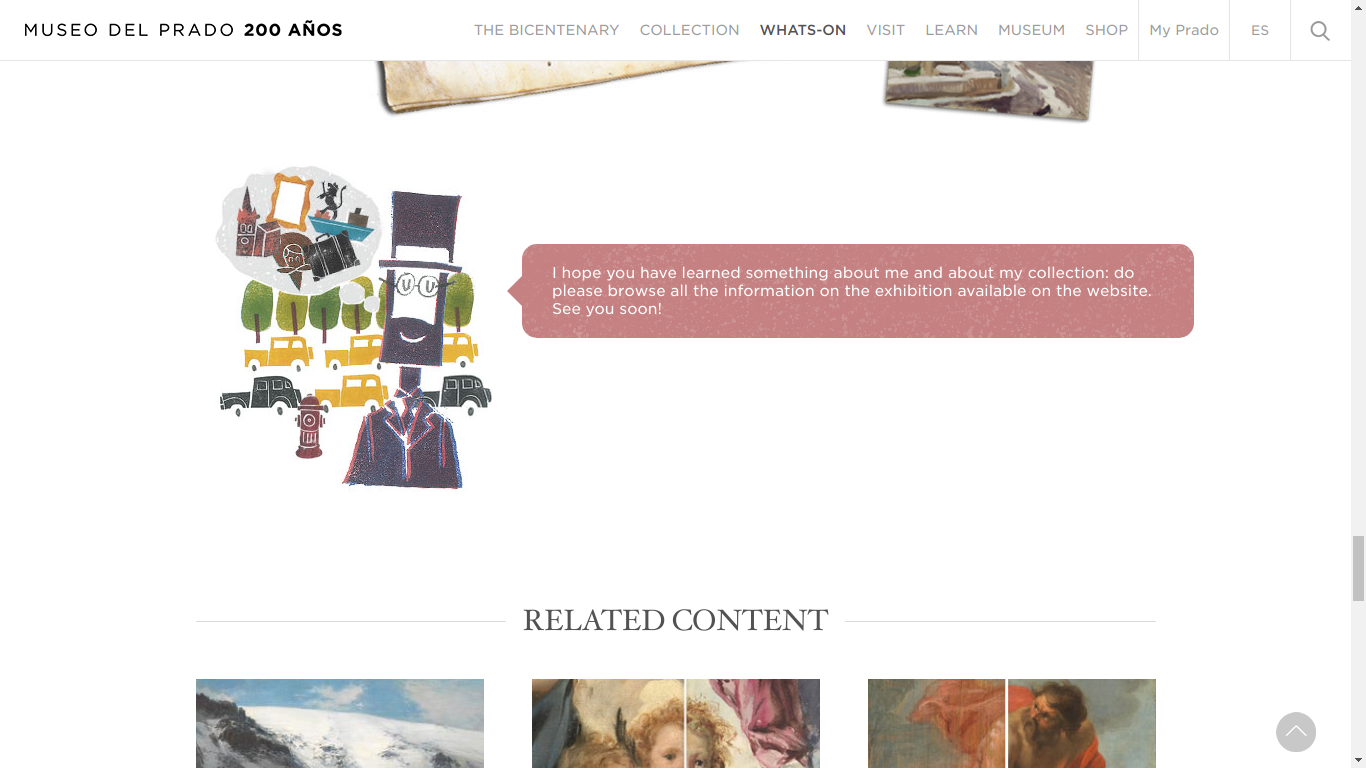 MUSEO DEL PRADO 200 AÑOS
THE BICENTENARY COLLECTION WHATS-ON VISIT LEARN MUSEUM SHOP My Prado ES
I hope you have learned something about me and about my collection: do
please browse all the information on the exhibition available on the website.
See you soon!
RELATED CONTENT